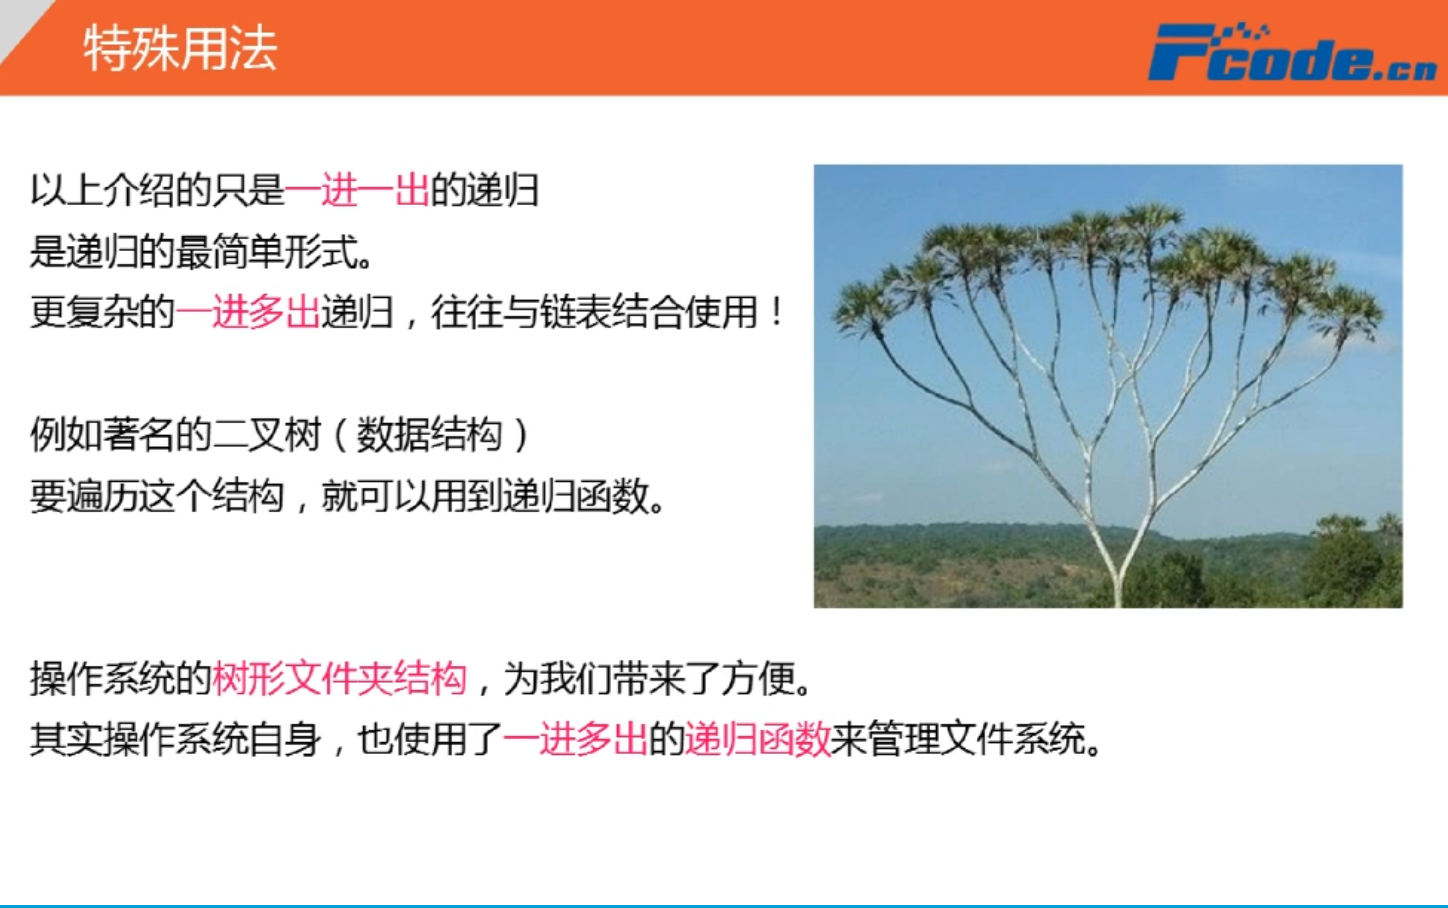 特殊用法
Fcode.cn
以上介绍的只是一进一出的递归
是递归的最简单形式。
更复杂的一进多出递归，往往与链表结合使用！
例如著名的二叉树（数据结构）
要遍历这个结构，就可以用到递归函数。
操作系统的树形文件夹结构，为我们带来了方便。
其实操作系统自身，也使用了一进多出的递归函数来管理文件系统。